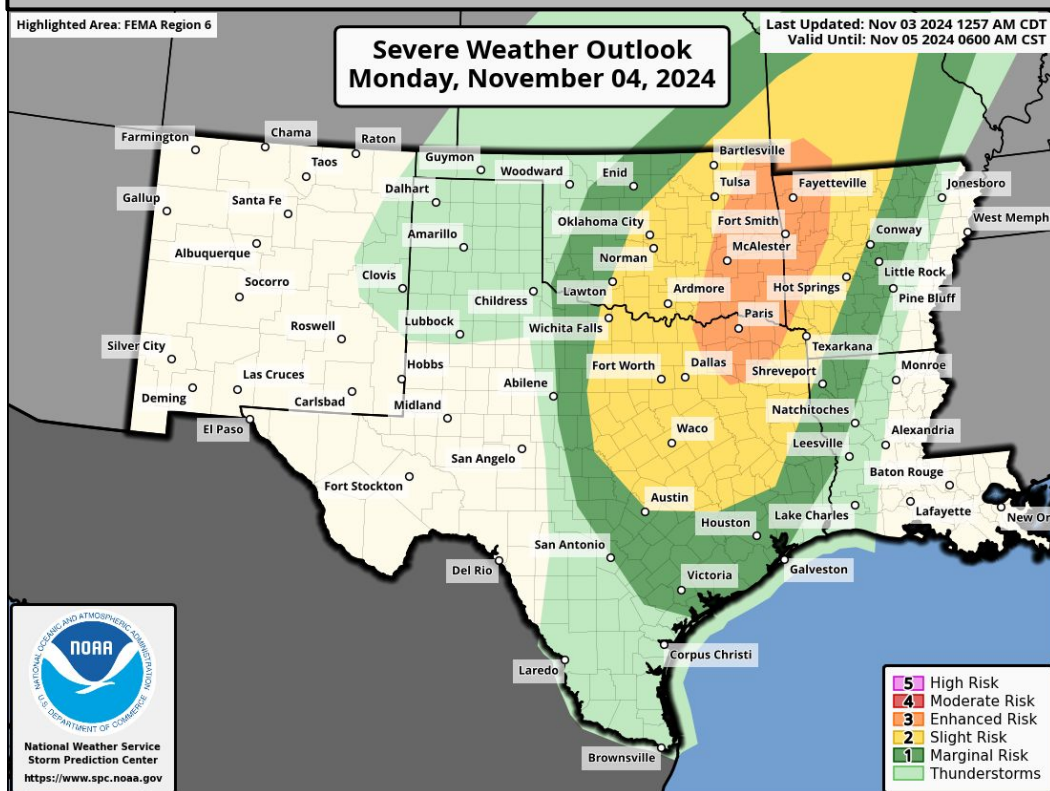 Highlighted Area: FEMA Region 6
Severe Weather Outlook
Monday, November 04, 2024
Last Updated: Nov 03 2024 1257 AM CDT
Valid Until: Nov 05 2024 0600 AM CST
Farmington
Chama
Raton
Taos
Guymon
Woodward
Enid
Bartlesville
Tulsa
Fayetteville
Jonesboro
Gallup
Santa Fe
Dalhart
Oklahoma City
Fort Smith
West Memph
Albuquerque
Amarillo
Norman
McAlester
Conway
Socorro
Clovis
Childress
Lawton
Ardmore
Hot Springs
Little Rock
Pine Bluff
Roswell
Lubbock
Wichita Falls
Paris
Texarkana
Silver City
Las Cruces
Hobbs
Abilene
Fort Worth
Dallas
Shreveport
Monroe
Deming
Carlsbad
Midland
Natchitoches
El Paso
San Angelo
Waco
Leesville
Alexandria
Fort Stockton
Baton Rouge
Austin
Houston
Lake Charles
Lafayette
New Or
Del Rio
San Antonio
Victoria
Galveston
Laredo
Corpus Christi
Brownsville
NATIONAL OCEANIC AND ATMOSPHERIC ADMINISTRATION
NOAA
U.S. DEPARTMENT OF COMMERCE
National Weather Service
Storm Prediction Center
https://www.spc.noaa.gov
5 High Risk
4 Moderate Risk
3 Enhanced Risk
2 Slight Risk
1 Marginal Risk
Thunderstorms